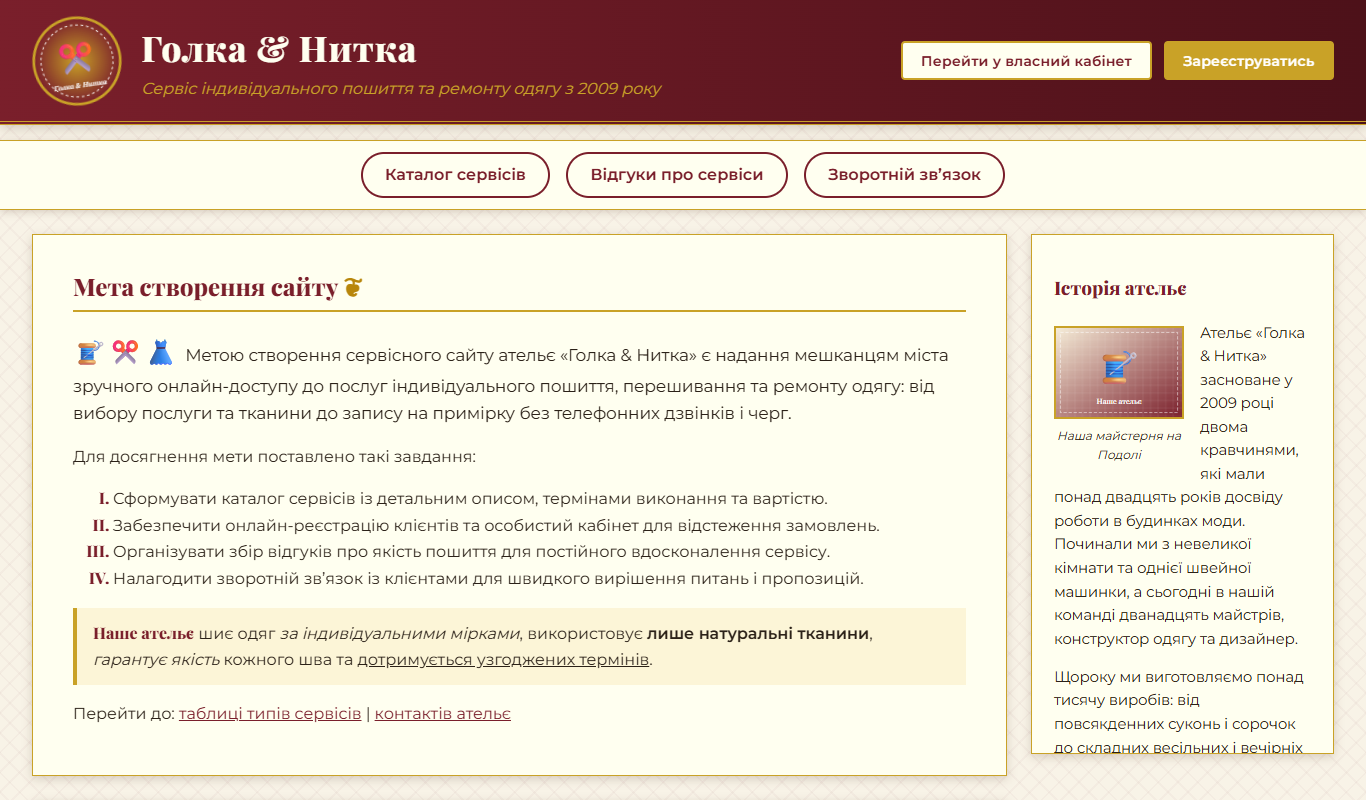 Голка & Нитка
Голка & Нитка
Сервіс індивідуального пошиття та ремонту одягу з 2009 року
Перейти у власний кабінет
Зареєструватись
Каталог сервісів
Відгуки про сервіси
Зворотній зв’язок
Мета створення сайту ❦
Метою створення сервісного сайту ательє «Голка & Нитка» є надання мешканцям міста
зручного онлайн-доступу до послуг індивідуального пошиття, перешивання та ремонту одягу: від
вибору послуги та тканини до запису на примірку без телефонних дзвінків і черг.
Для досягнення мети поставлено такі завдання:
I. Сформувати каталог сервісів із детальним описом, термінами виконання та вартістю.
II. Забезпечити онлайн-реєстрацію клієнтів та особистий кабінет для відстеження замовлень.
III. Організувати збір відгуків про якість пошиття для постійного вдосконалення сервісу.
IV. Налагодити зворотній зв’язок із клієнтами для швидкого вирішення питань і пропозицій.
Наше ательє шиє одяг за індивідуальними мірками, використовує лише натуральні тканини,
гарантує якість кожного шва та дотримується узгоджених термінів.
Перейти до: таблиці типів сервісів | контактів ательє
Історія ательє
Наше ательє
Наша майстерня на
Подолі
Ательє «Голка
& Нитка»
засноване у
2009 році
двома
кравчинями,
які мали
понад двадцять років досвіду
роботи в будинках моди.
Починали ми з невеликої
кімнати та однієї швейної
машинки, а сьогодні в нашій
команді дванадцять майстрів,
конструктор одягу та дизайнер.
Щороку ми виготовляємо понад
тисячу виробів: від
повсякденних суконь і сорочок
до складних весільних і вечірніх